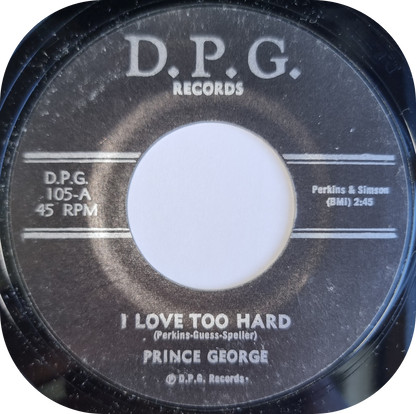 D.P.G.
RECORDS
D.P.G.
105-A
45 RPM
Perkins & Simson
(BMI) 2:45
I LOVE TOO HARD
(Perkins-Guess-Speller)
PRINCE GEORGE
℗ D.P.G. Records•